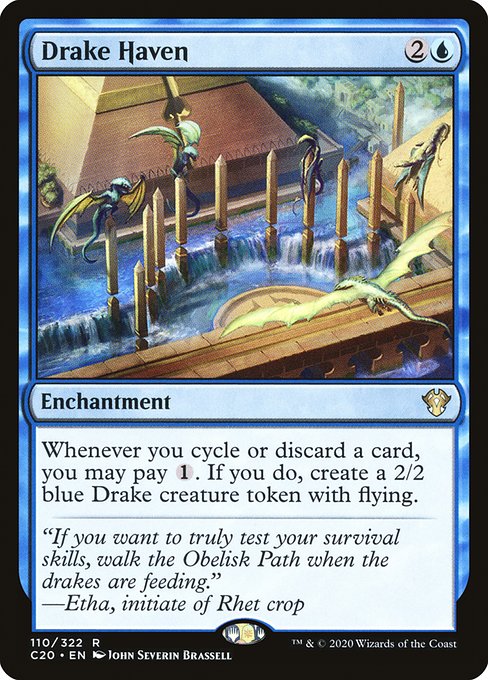 Drake Haven 2
Enchantment
Whenever you cycle or discard a card,
you may pay 1. If you do, create a 2/2
blue Drake creature token with flying.
"If you want to truly test your survival
skills, walk the Obelisk Path when the
drakes are feeding."
—Etha, initiate of Rhet crop
110/322 R
C20 • EN John Severin Brassell
™ & © 2020 Wizards of the Coast